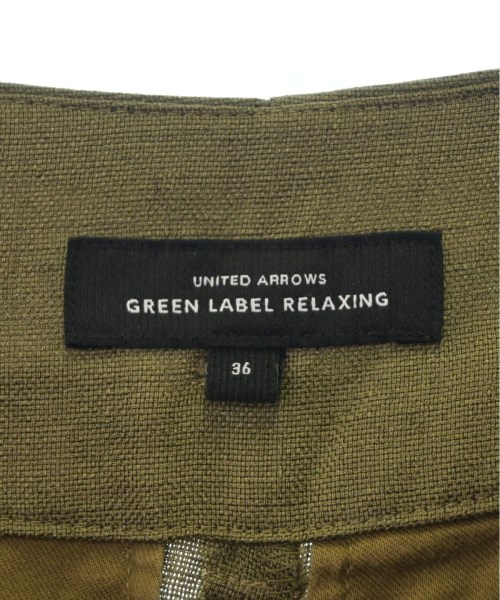 UNITED ARROWS
GREEN LABEL RELAXING
36